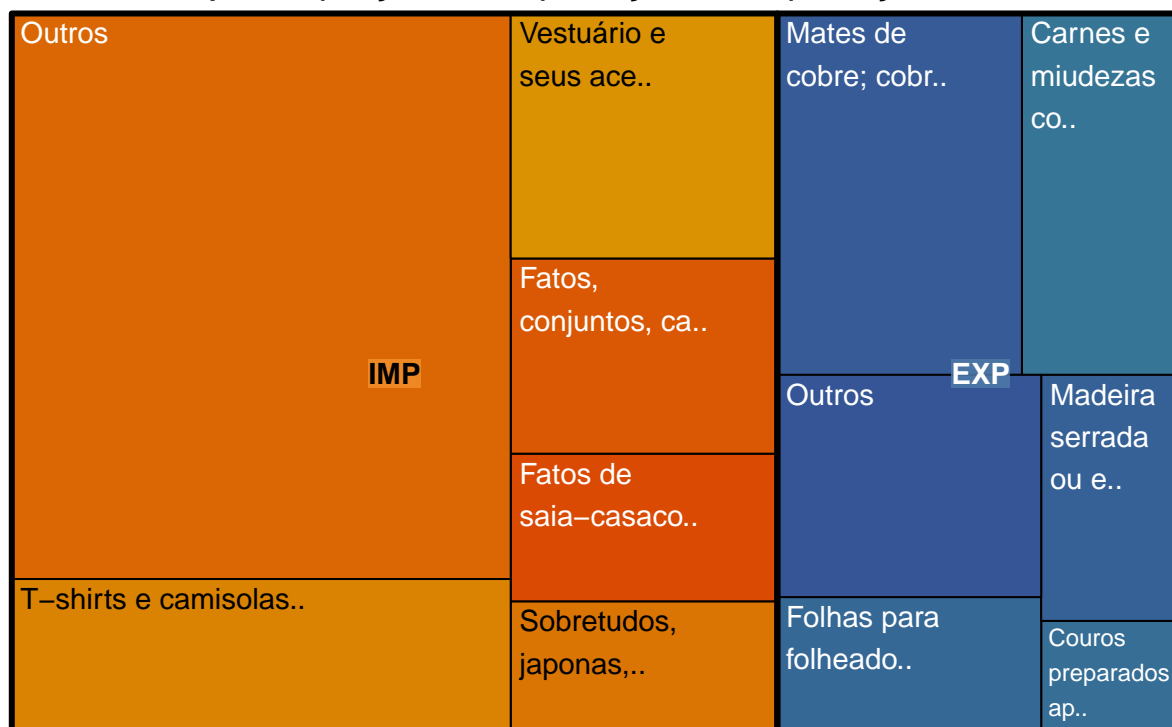 Outros
T−shirts e camisolas..
Vestuário e
seus ace..
Fatos,
conjuntos, ca..
Fatos de
saia−casaco..
Sobretudos,
japonas,..
IMP
Mates de
cobre; cobr..
Carnes e
miudezas
co..
Outros
Madeira
serrada
ou e..
Folhas para
folheado..
Couros
preparados
ap..
EXP